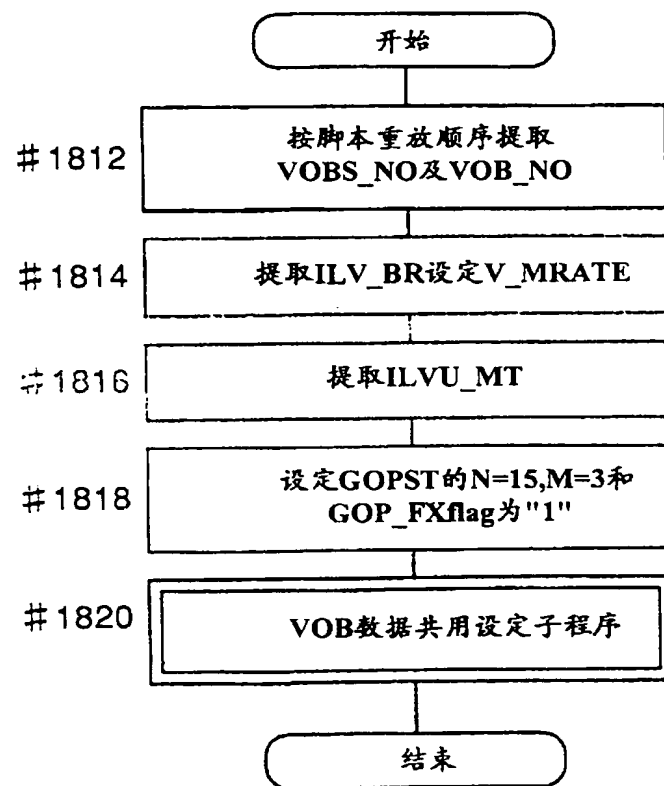 开始
#1812
按脚本重放顺序提取
VOBS_NO及VOB_NO
#1814
提取ILV_BR设定V_MRATE
#1816
提取ILVU_MT
#1818
设定GOPST的N=15,M=3和
GOP_FXflag为"1"
#1820
VOB数据共用设定子程序
结束